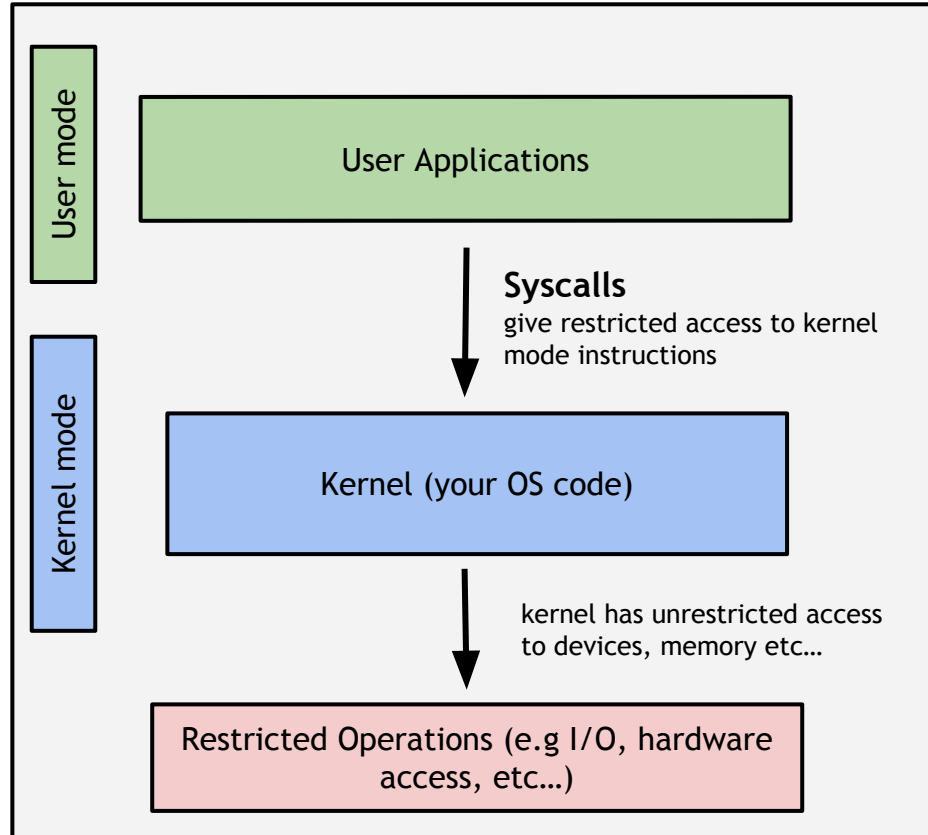 User mode
User Applications
Syscalls
give restricted access to kernel
mode instructions
Kernel mode
Kernel (your OS code)
kernel has unrestricted access
to devices, memory etc…
Restricted Operations (e.g I/O, hardware
access, etc…)